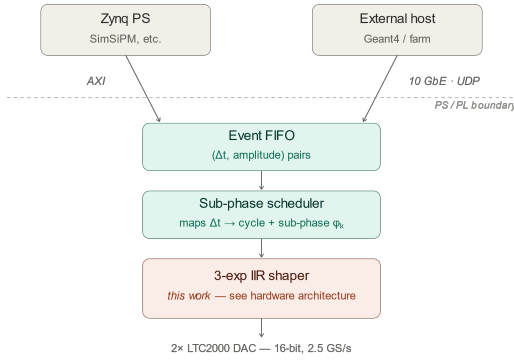 Zynq PS
SimSiPM, etc.
External host
Geant4 / farm
AXI
10 GbE · UDP
PS / PL boundary
Event FIFO
(Δt, amplitude) pairs
Sub-phase scheduler
maps Δt → cycle + sub-phase φₖ
3-exp IIR shaper
this work — see hardware architecture
2× LTC2000 DAC — 16-bit, 2.5 GS/s